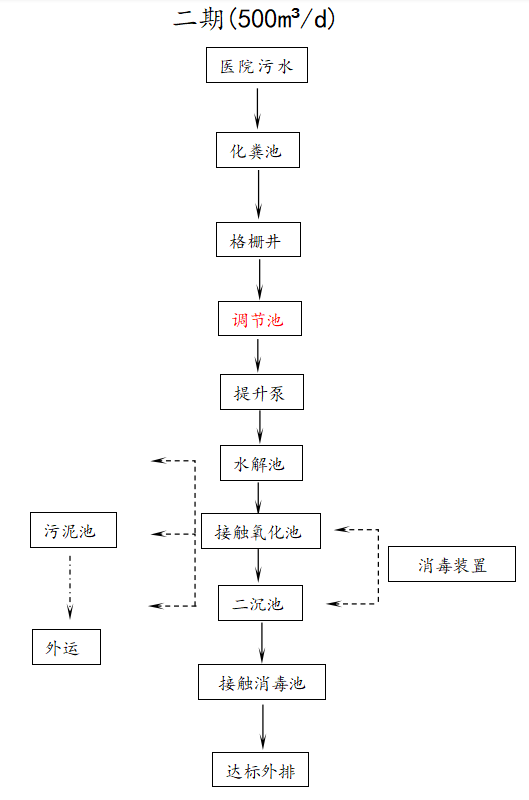 二期(500m³/d)
医院污水
化粪池
格栅井
调节池
提升泵
水解池
污泥池
接触氧化池
消毒装置
二沉池
外运
接触消毒池
达标外排